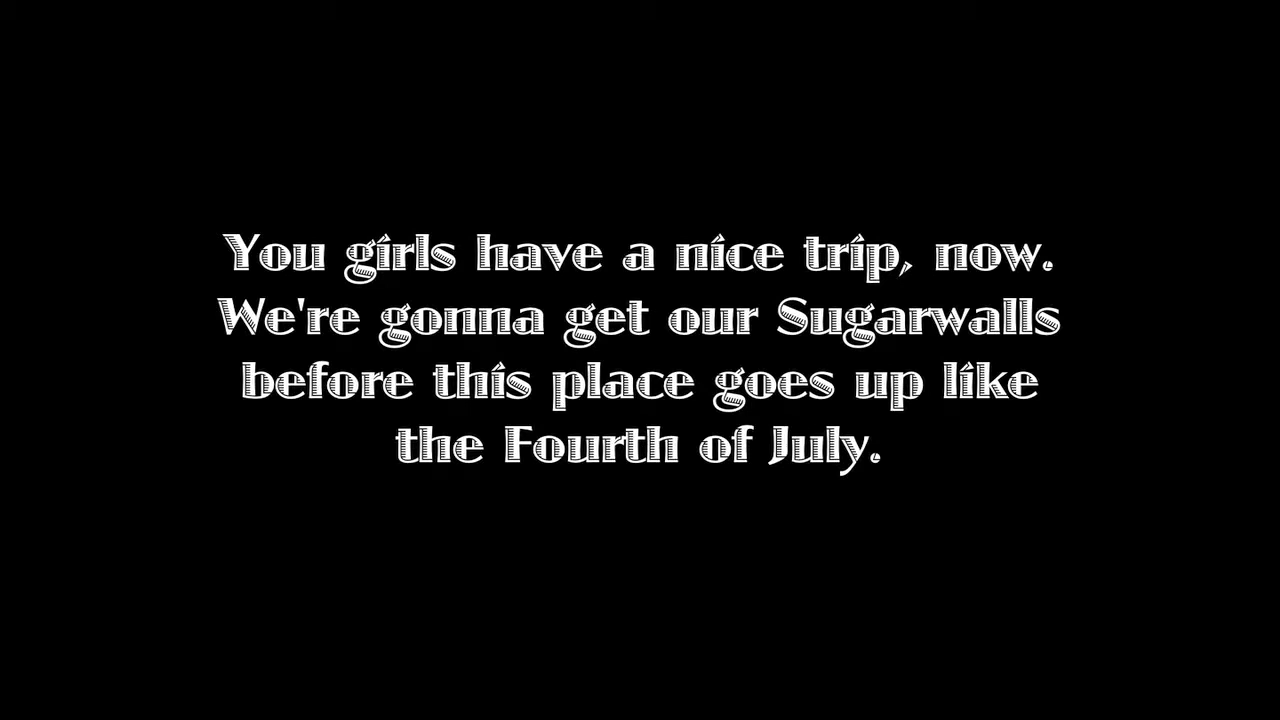 You girls have a nice trip, now.
We're gonna get our Sugarwalls
before this place goes up like
the Fourth of July.